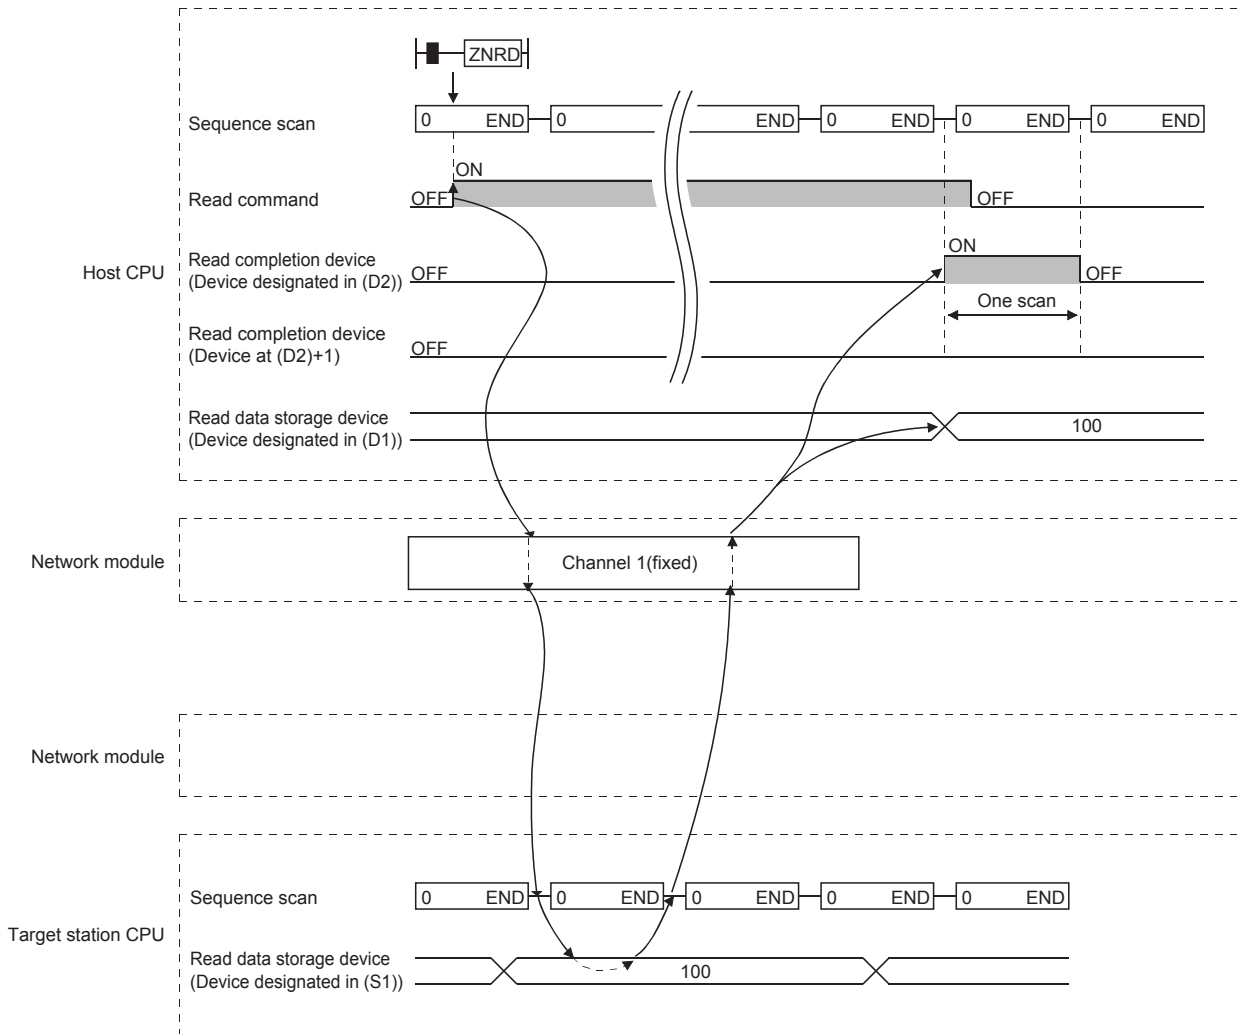 ZNRD
Sequence scan 0 END 0 END 0 END 0 END 0 END
ON
Read command OFF OFF
ON
Host CPU
Read completion device
(Device designated in (D2)) OFF OFF
One scan
Read completion device
(Device at (D2)+1) OFF
Read data storage device
(Device designated in (D1)) 100
Network module Channel 1(fixed)
Network module
Sequence scan 0 END 0 END 0 END 0 END 0 END
Target station CPU
Read data storage device
(Device designated in (S1)) 100